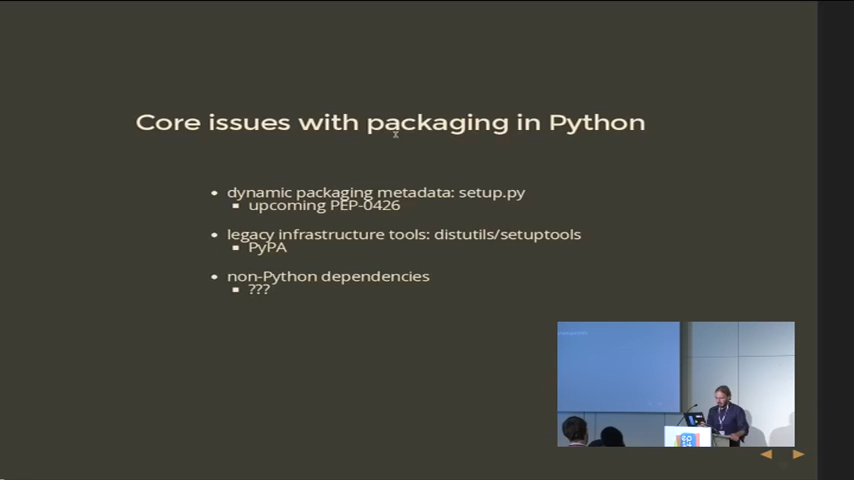 Core issues with packaging in Python
• dynamic packaging metadata: setup.py
▪ upcoming PEP-0426
• legacy infrastructure tools: distutils/setuptools
▪ PyPA
• non-Python dependencies
▪ ???